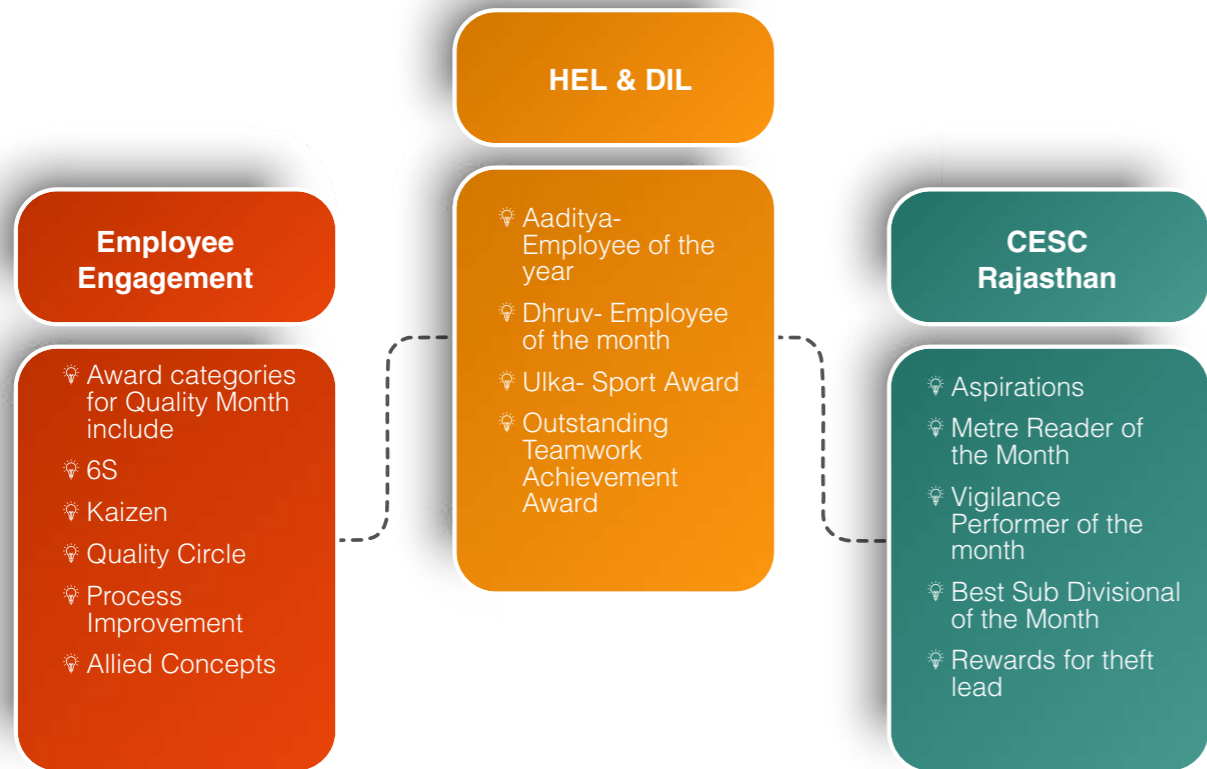 Employee
Engagement
Award categories
for Quality Month
include
6S
Kaizen
Quality Circle
Process
Improvement
Allied Concepts
HEL & DIL
Aaditya-
Employee of the
year
Dhruv- Employee
of the month
Ulka- Sport Award
Outstanding
Teamwork
Achievement
Award
CESC
Rajasthan
Aspirations
Metre Reader of
the Month
Vigilance
Performer of the
month
Best Sub Divisional
of the Month
Rewards for theft
lead